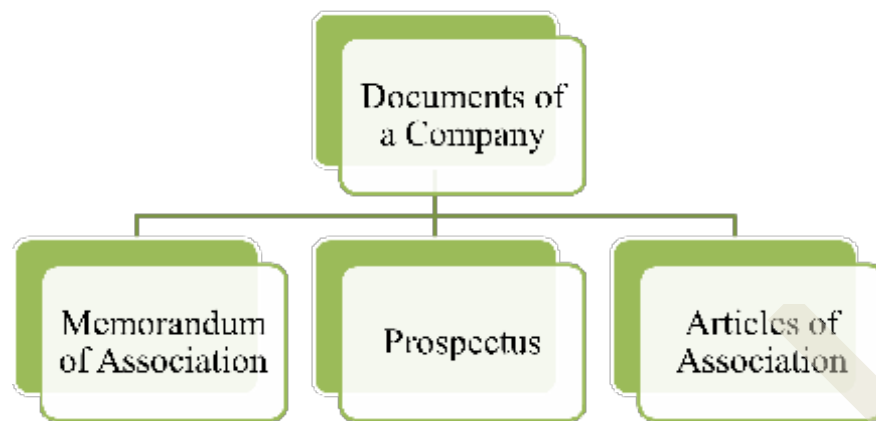 Documents of
a Company
Memorandum
of Association
Prospectus
Articles of
Association